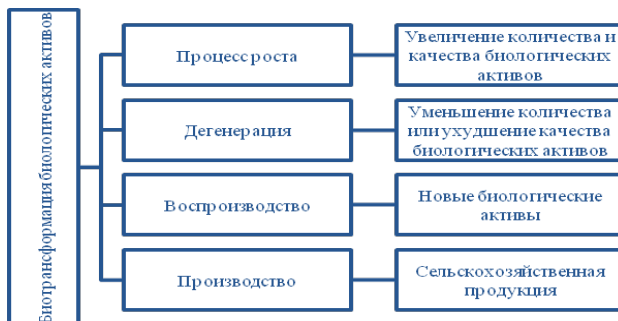 Биотрансформация биологических активов
Процесс роста
Увеличение количества и
качества биологических
активов
Дегенерация
Уменьшение количества
или ухудшение качества
биологических активов
Воспроизводство
Новые биологические
активы
Производство
Сельскохозяйственная
продукция